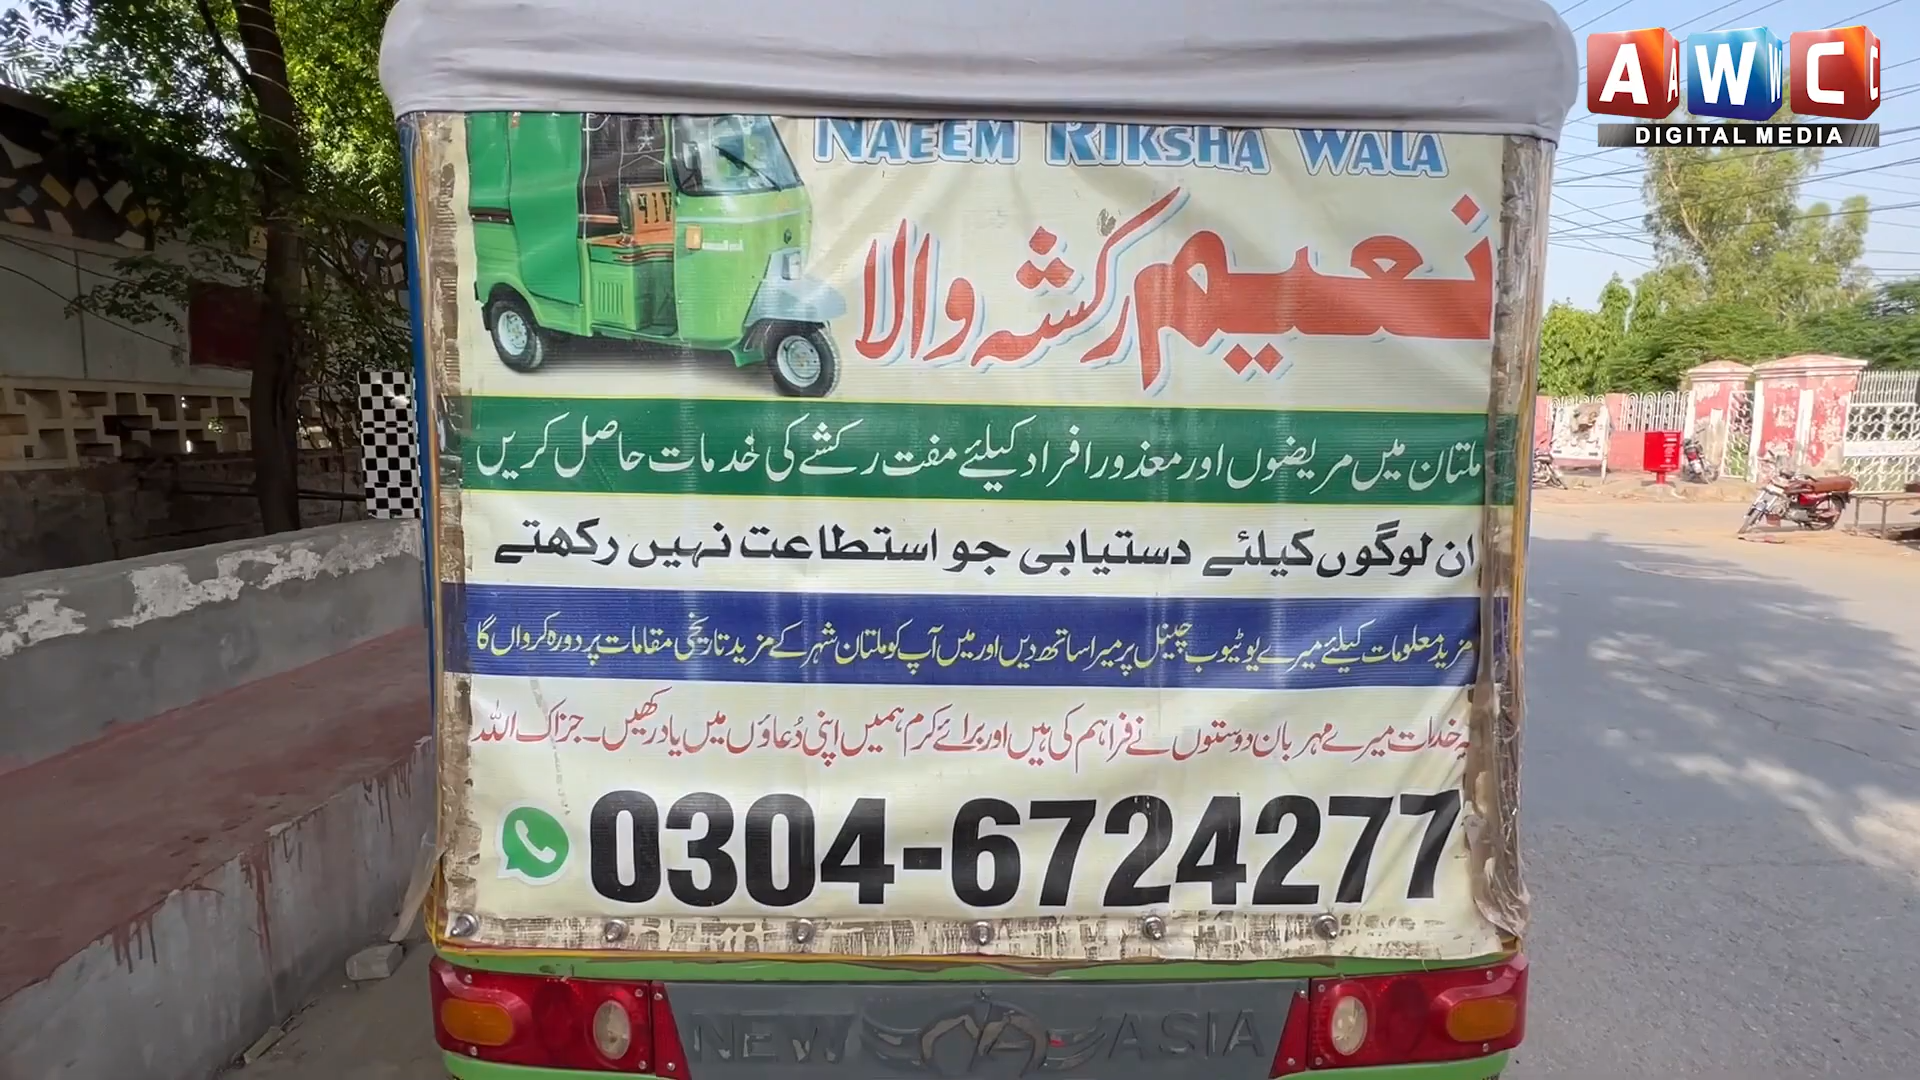 AWCC
DIGITAL MEDIA
NAEEM RIKSHA WALA
VIP
نعیم رکشہ والا
ملتان میں مریضوں اور معذور افراد کیلئے مفت رکشے کی خدمات حاصل کریں
ان لوگوں کیلئے دستیابی جو استطاعت نہیں رکھتے
مزید معلومات کیلئے میرے یوٹیوب چینل پر میرا ساتھ دیں اور میں آپ کو ملتان شہر کے مزید تاریخی مقامات پر دورہ کرواں گا
یہ خدمات میرے مہربان دوستوں نے فراہم کی ہیں اور برائے کرم ہمیں اپنی دُعاؤں میں یاد رکھیں۔ جزاک اللہ
0304-6724277
NEW ASIA